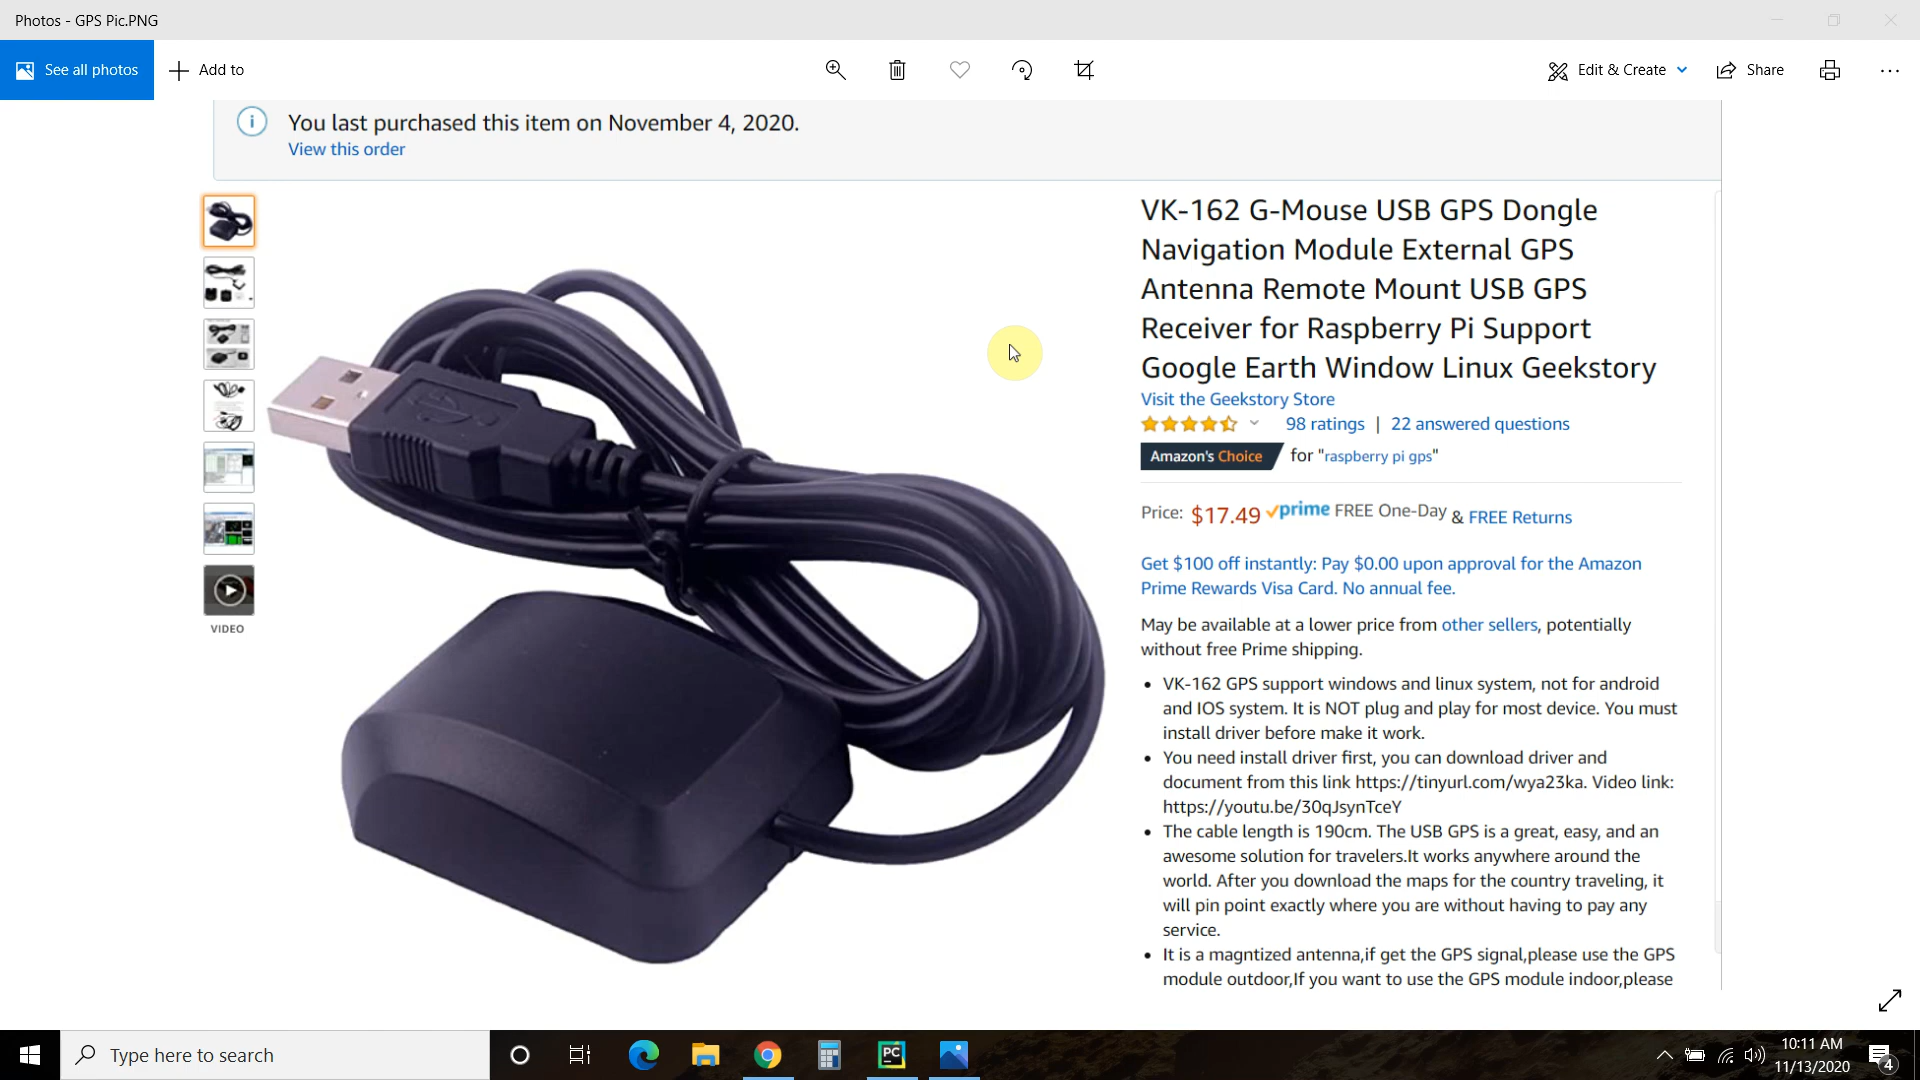 Photos - GPS Pic.PNG
See all photos
Add to
Edit & Create
Share
You last purchased this item on November 4, 2020.
View this order
VIDEO
VK-162 G-Mouse USB GPS Dongle
Navigation Module External GPS
Antenna Remote Mount USB GPS
Receiver for Raspberry Pi Support
Google Earth Window Linux Geekstory
Visit the Geekstory Store
98 ratings | 22 answered questions
Amazon's Choice for "raspberry pi gps"
Price: $17.49 prime FREE One-Day & FREE Returns
Get $100 off instantly: Pay $0.00 upon approval for the Amazon
Prime Rewards Visa Card. No annual fee.
May be available at a lower price from other sellers, potentially
without free Prime shipping.
• VK-162 GPS support windows and linux system, not for android
and IOS system. It is NOT plug and play for most device. You must
install driver before make it work.
• You need install driver first, you can download driver and
document from this link https://tinyurl.com/wya23ka. Video link:
https://youtu.be/30qJsynTceY
• The cable length is 190cm. The USB GPS is a great, easy, and an
awesome solution for travelers.It works anywhere around the
world. After you download the maps for the country traveling, it
will pin point exactly where you are without having to pay any
service.
• It is a magntized antenna,if get the GPS signal,please use the GPS
module outdoor,If you want to use the GPS module indoor,please
Type here to search
PC
10:11 AM
11/13/2020
4